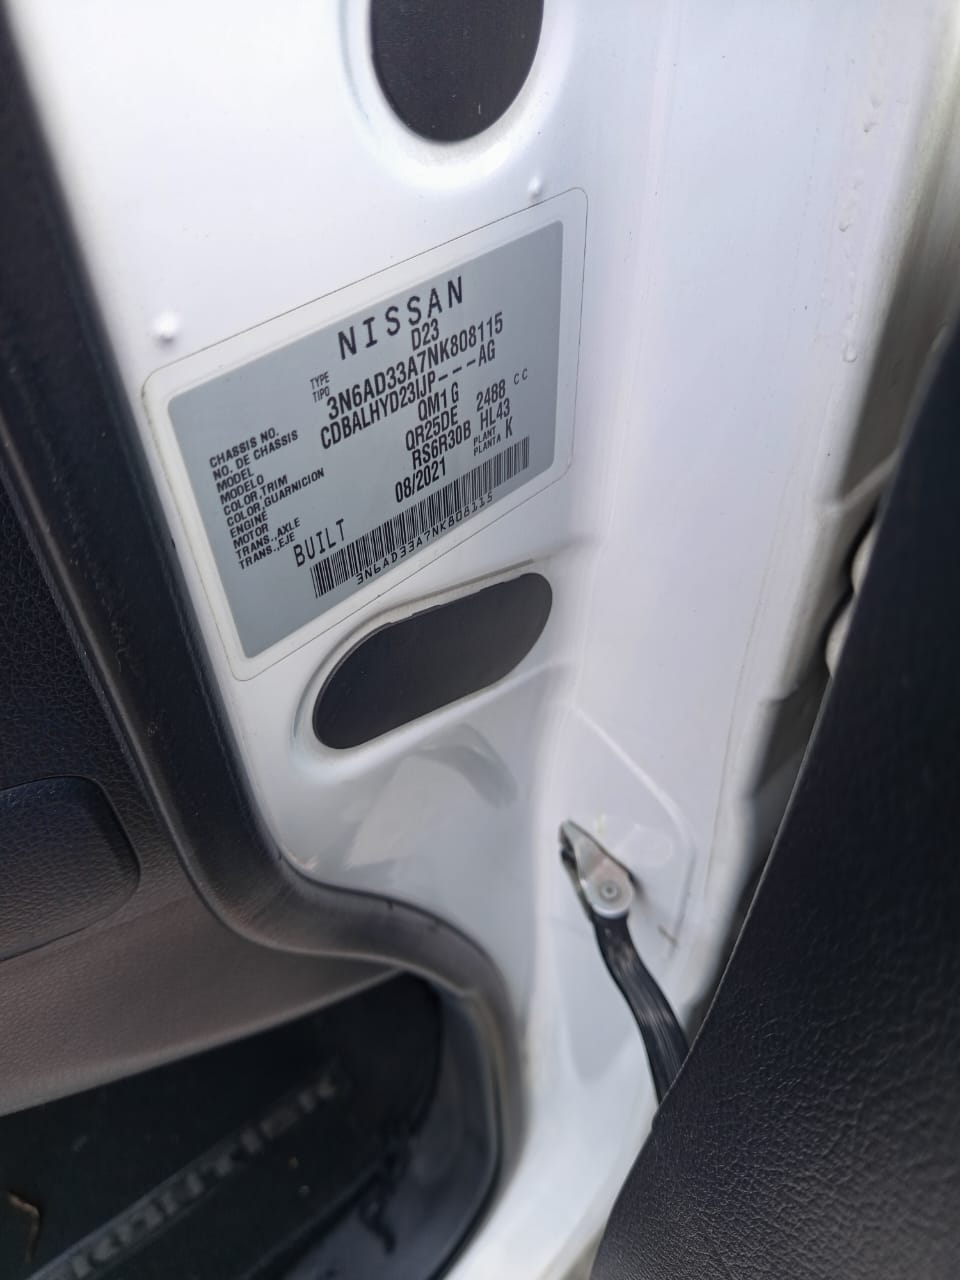 NISSAN
TYPE
TIPO
D23
CHASSIS NO.
NO. DE CHASSIS
3N6AD33A7NK808115
MODEL
MODELO
CDBALHYD23IJP----AG
COLOR,TRIM
COLOR,GUARNICION
QM1 G
ENGINE
MOTOR
QR25DE 2488 CC
TRANS.,AXLE
TRANS.,EJE
RS6R30B HL43
PLANT
PLANTA K
BUILT 08/2021
3N6AD33A7NK808115